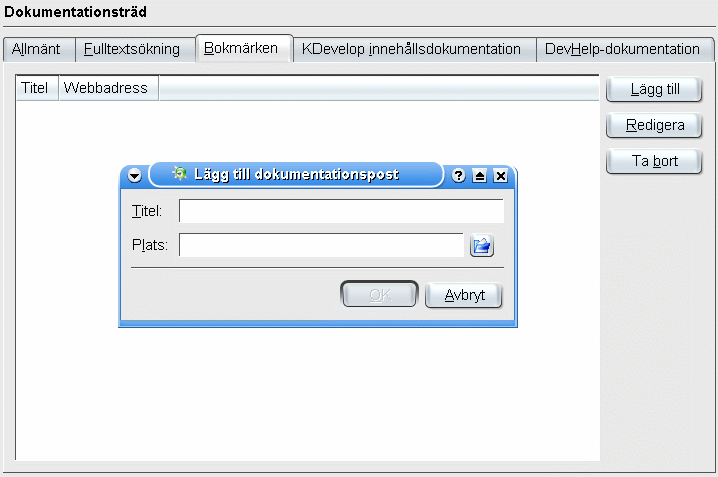 Dokumentationsträd
Allmänt Fulltextsökning Bokmärken KDevelop innehållsdokumentation DevHelp-dokumentation
Titel Webbadress
Lägg till
Redigera
Ta bort
Lägg till dokumentationspost
Titel:
Plats:
OK Avbryt